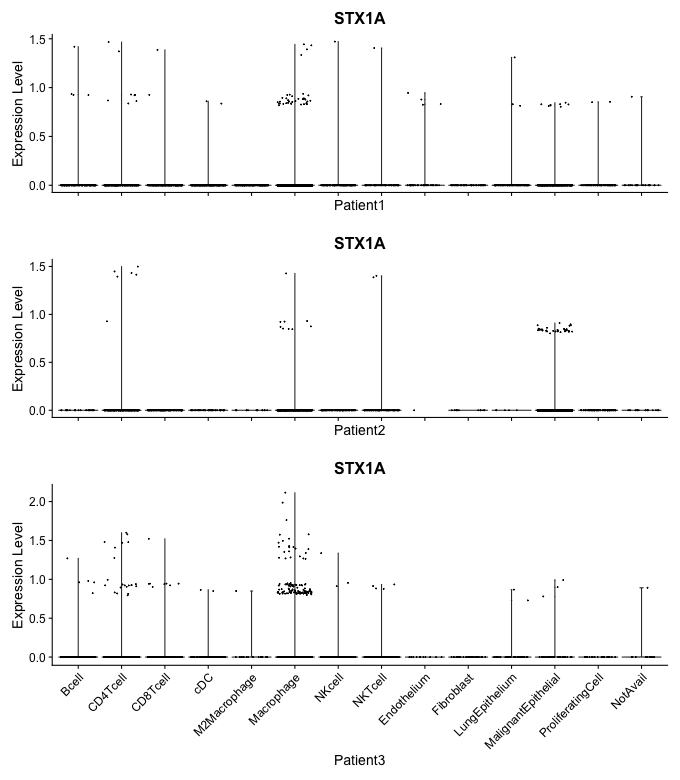 STX1A
Expression Level
1.5
1.0
0.5
0.0
Patient1
STX1A
Expression Level
1.5
1.0
0.5
0.0
Patient2
STX1A
Expression Level
2.0
1.5
1.0
0.5
0.0
Bcell
CD4Tcell
CD8Tcell
cDC
M2Macrophage
Macrophage
NKcell
NKTcell
Endothelium
Fibroblast
LungEpithelium
MalignantEpithelial
ProliferatingCell
NotAvail
Patient3